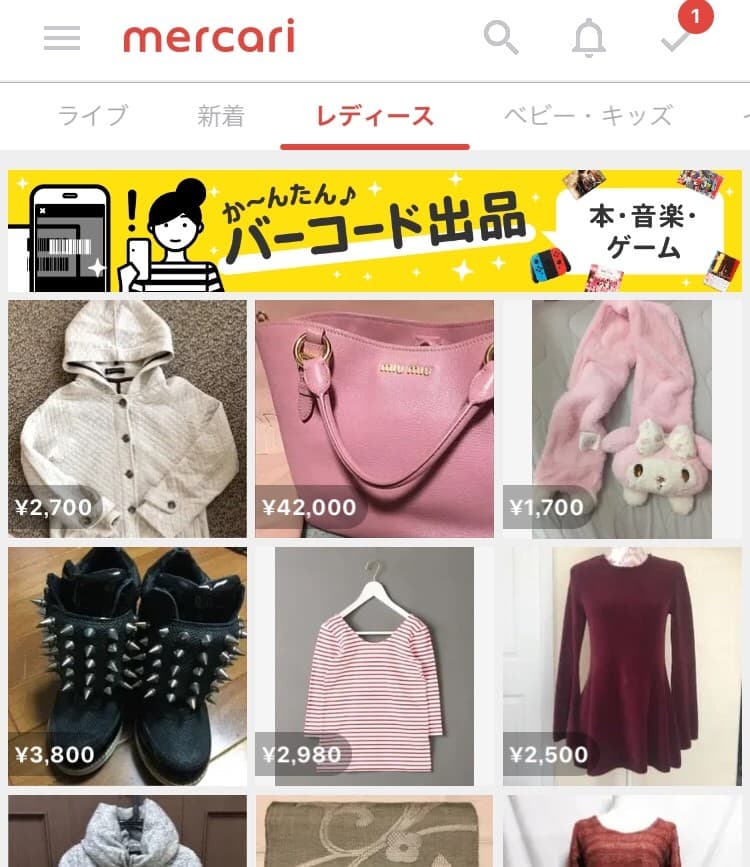 mercari
1
ライブ
新着
レディース
ベビー・キッズ
か〜んたん♪
バーコード出品
本・音楽・
ゲーム
¥2,700
MIU MIU
¥42,000
¥1,700
¥3,800
¥2,980
¥2,500